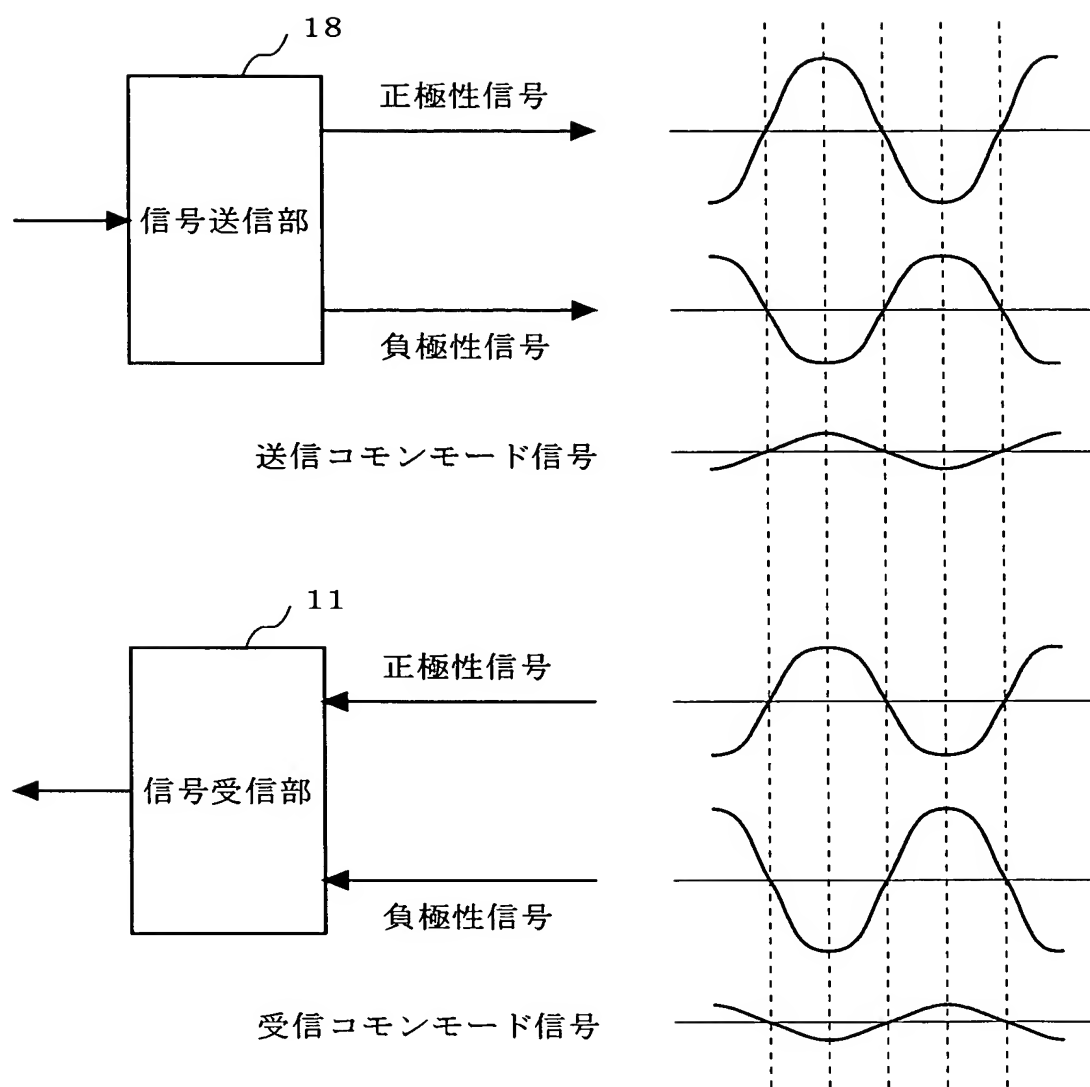 18
正極性信号
信号送信部
負極性信号
送信コモンモード信号
11
正極性信号
信号受信部
負極性信号
受信コモンモード信号